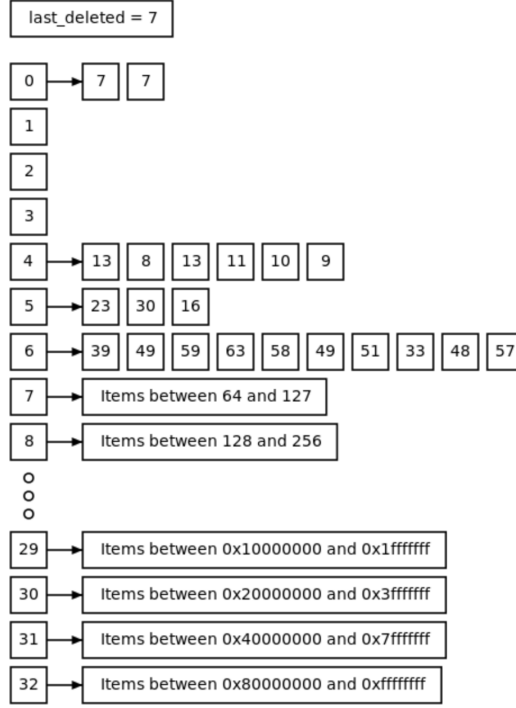 last_deleted = 7
0 7 7
1
2
3
4 13 8 13 11 10 9
5 23 30 16
6 39 49 59 63 58 49 51 33 48 57
7 Items between 64 and 127
8 Items between 128 and 256
29 Items between 0x10000000 and 0x1fffffff
30 Items between 0x20000000 and 0x3fffffff
31 Items between 0x40000000 and 0x7fffffff
32 Items between 0x80000000 and 0xffffffff